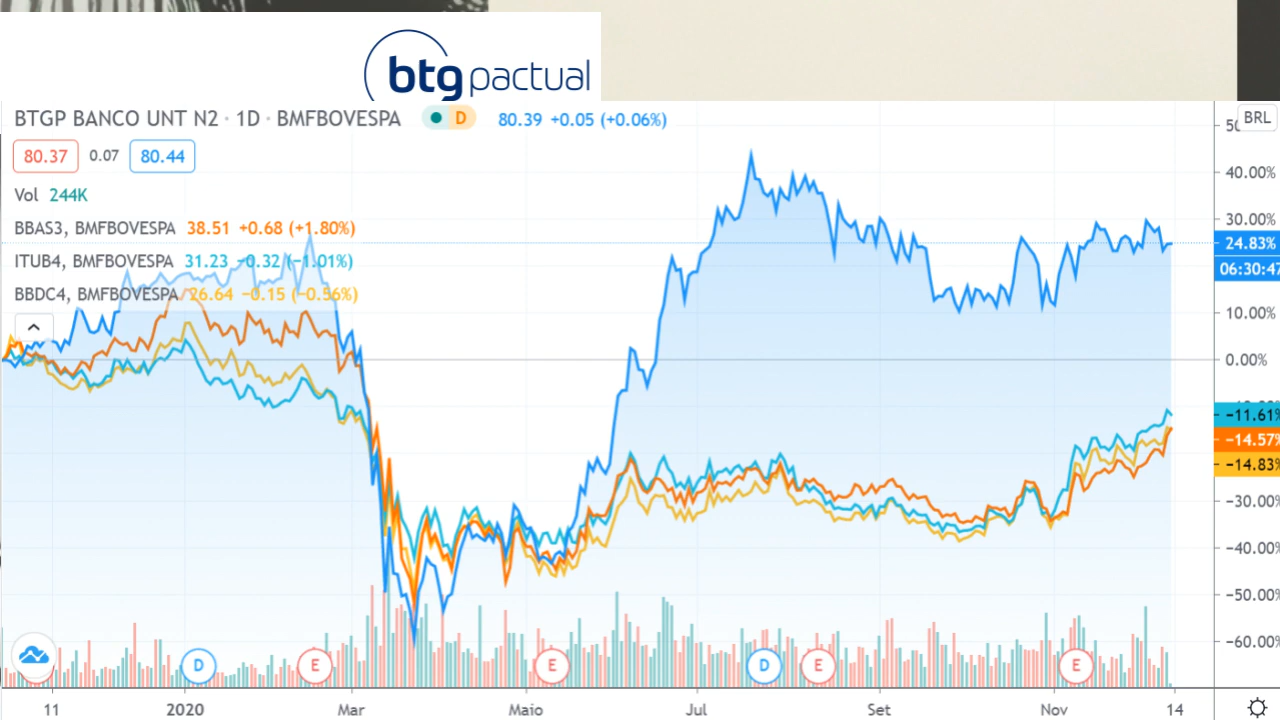 btg pactual
BTGP BANCO UNT N2 · 1D · BMFBOVESPA D 80.39 +0.05 (+0.06%)
BRL
80.37 0.07 80.44
Vol 244K
BBAS3, BMFBOVESPA 38.51 +0.68 (+1.80%)
ITUB4, BMFBOVESPA 31.23 −0.32 (−1.01%)
BBDC4, BMFBOVESPA 26.64 −0.15 (−0.56%)
40.00%
30.00%
24.83%
06:30:47
10.00%
0.00%
−11.61%
−14.57%
−14.83%
−30.00%
−40.00%
−50.00%
−60.00%
D E E D E E
11 2020 Mar Maio Jul Set Nov 14